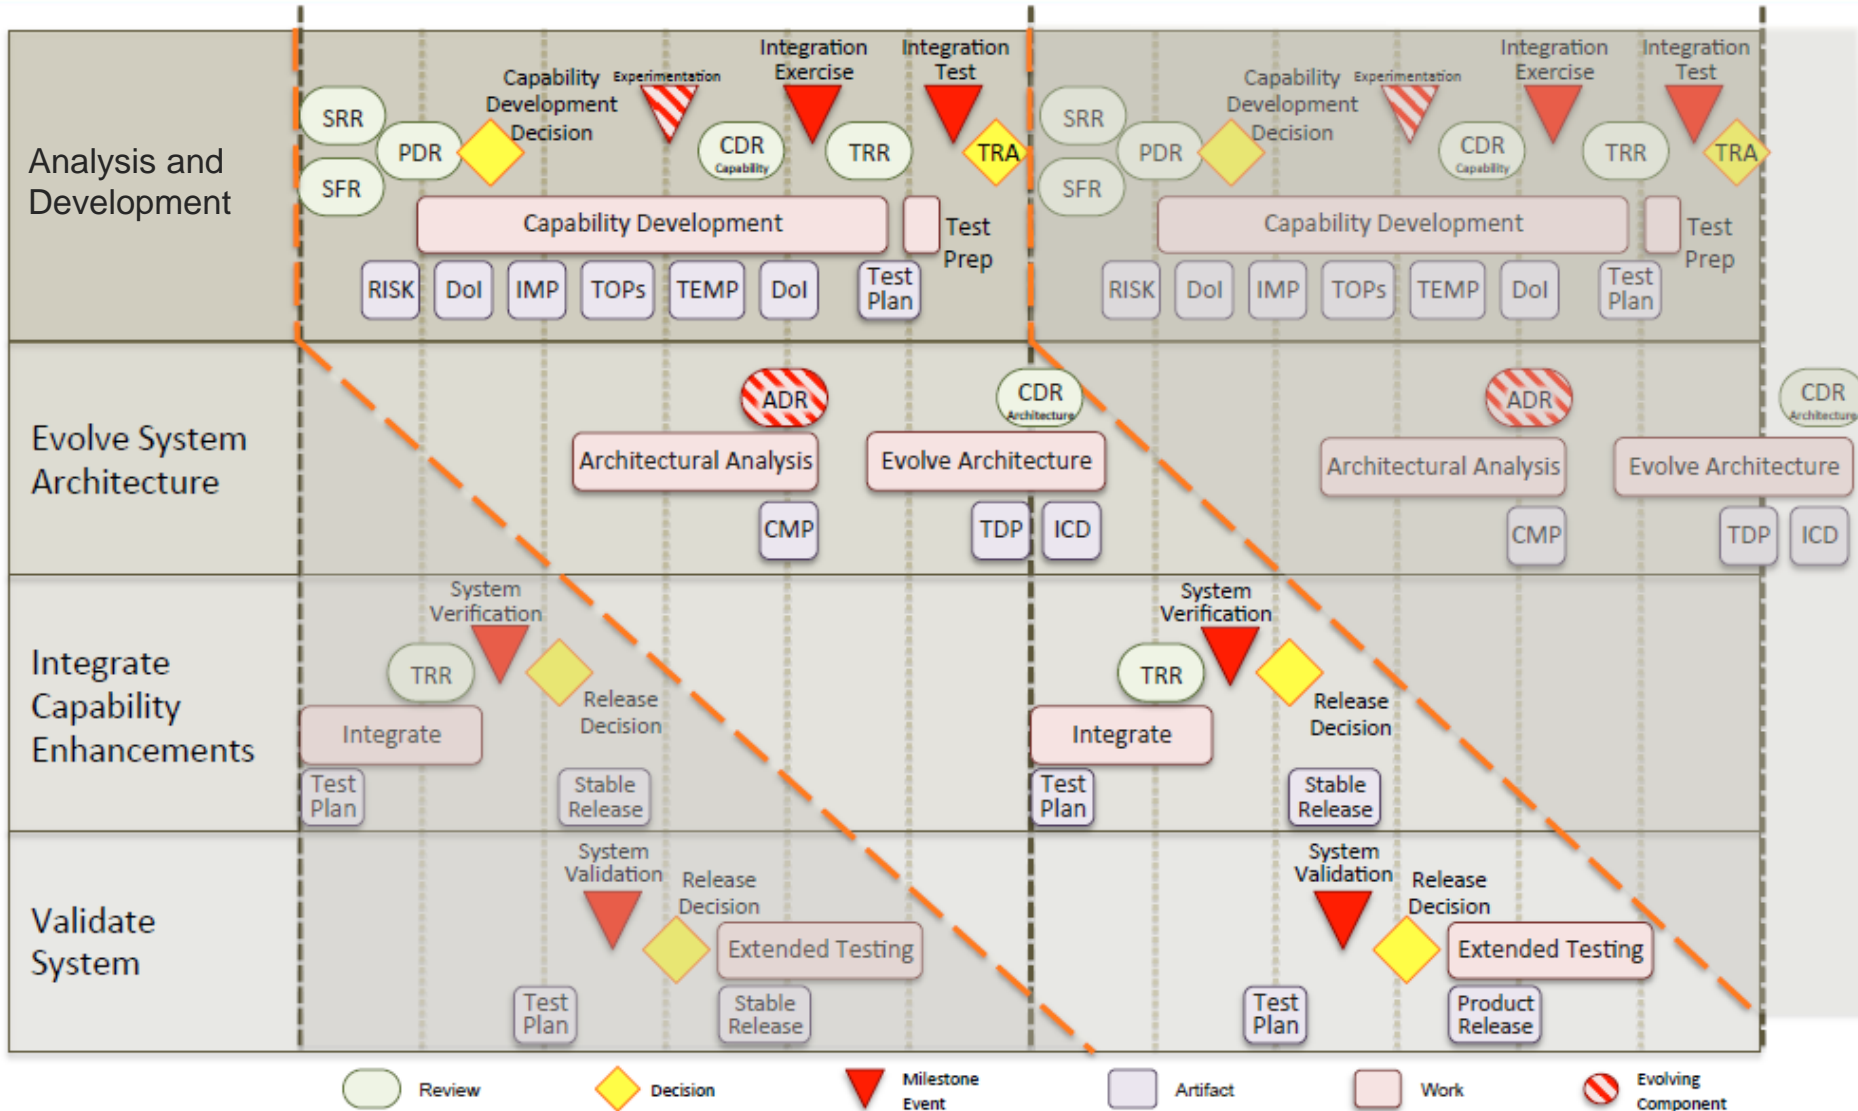 Analysis and
Development
SRR
SFR
PDR
Capability
Development
Decision
Experimentation
CDR
Capability
Integration
Exercise
TRR
Integration
Test
TRA
Capability Development
Test
Prep
RISK
DoI
IMP
TOPs
TEMP
DoI
Test
Plan
SRR
SFR
PDR
Capability
Development
Decision
Experimentation
CDR
Capability
Integration
Exercise
TRR
Integration
Test
TRA
Capability Development
Test
Prep
RISK
DoI
IMP
TOPs
TEMP
DoI
Test
Plan
Evolve System
Architecture
ADR
CDR
Architecture
Architectural Analysis
Evolve Architecture
CMP
TDP
ICD
ADR
CDR
Architecture
Architectural Analysis
Evolve Architecture
CMP
TDP
ICD
Integrate
Capability
Enhancements
System
Verification
TRR
Release
Decision
Integrate
Test
Plan
Stable
Release
System
Verification
TRR
Release
Decision
Integrate
Test
Plan
Stable
Release
Validate
System
System
Validation
Release
Decision
Extended Testing
Test
Plan
Stable
Release
System
Validation
Release
Decision
Extended Testing
Test
Plan
Product
Release
Review
Decision
Milestone
Event
Artifact
Work
Evolving
Component